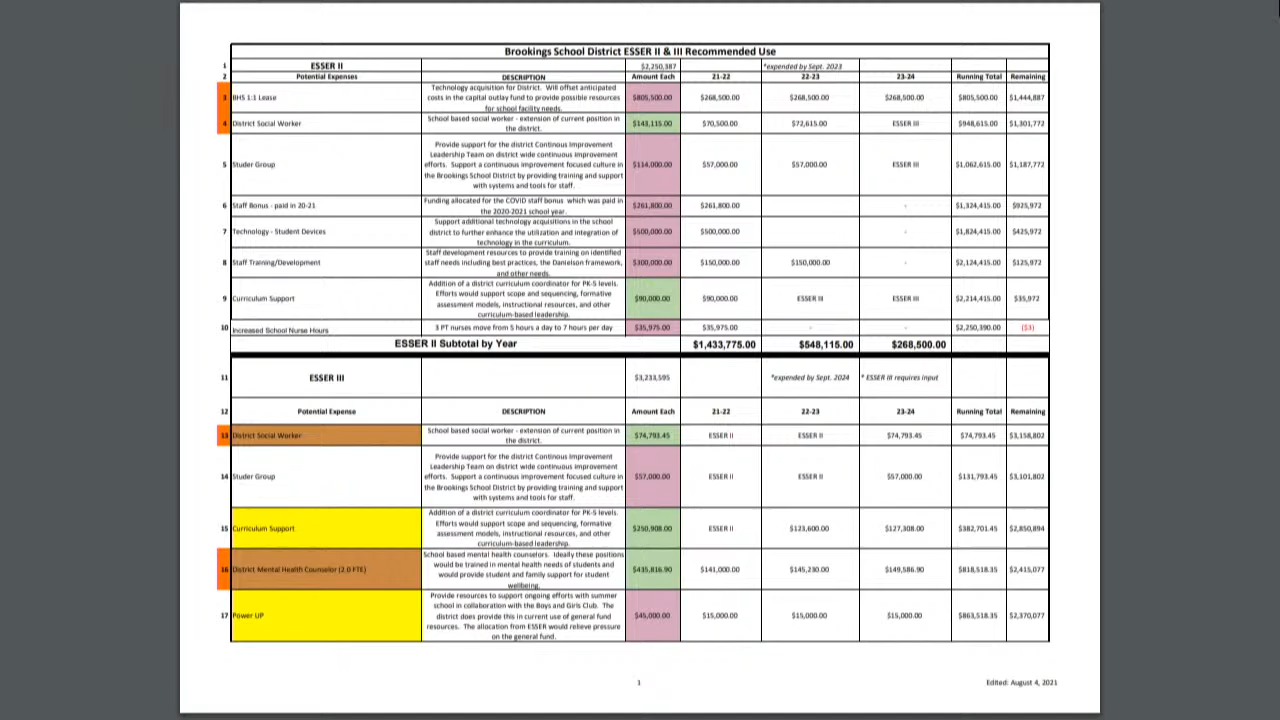 Brookings School District ESSER II & III Recommended Use
1 ESSER II $2,250,387 *expended by Sept. 2023
2 Potential Expenses DESCRIPTION Amount Each 21-22 22-23 23-24 Running Total Remaining
Technology acquisition for District. Will offset anticipated
3 BHS 1:1 Lease costs in the capital outlay fund to provide possible resources $805,500.00 $268,500.00 $268,500.00 $268,500.00 $805,500.00 $1,444,887
for school facility needs.
4 District Social Worker School based social worker - extension of current position in $143,115.00 $70,500.00 $72,615.00 ESSER III $948,615.00 $1,301,772
the district.
Provide support for the district Continous Improvement
Leadership Team on district wide continuous improvement
5 Studer Group efforts. Support a continuous improvement focused culture in $114,000.00 $57,000.00 $57,000.00 ESSER III $1,062,615.00 $1,187,772
the Brookings School District by providing training and support
with systems and tools for staff.
6 Staff Bonus - paid in 20-21 Funding allocated for the COVID staff bonus which was paid in $261,800.00 $261,800.00 - $1,324,415.00 $925,972
the 2020-2021 school year.
Support additional technology acquisitions in the school
7 Technology - Student Devices district to further enhance the utilization and integration of $500,000.00 $500,000.00 - $1,824,415.00 $425,972
technology in the curriculum.
Staff development resources to provide training on identified
8 Staff Training/Development staff needs including best practices, the Danielson framework, $300,000.00 $150,000.00 $150,000.00 - $2,124,415.00 $125,972
and other needs.
Addition of a district curriculum coordinator for PK-5 levels.
Efforts would support scope and sequencing, formative
9 Curriculum Support assessment models, instructional resources, and other $90,000.00 $90,000.00 ESSER III ESSER III $2,214,415.00 $35,972
curriculum-based leadership.
10 Increased School Nurse Hours 3 PT nurses move from 5 hours a day to 7 hours per day $35,975.00 $35,975.00 - - $2,250,390.00 ($3)
ESSER II Subtotal by Year $1,433,775.00 $548,115.00 $268,500.00
11 ESSER III $3,233,595 *expended by Sept. 2024 * ESSER III requires input
12 Potential Expense DESCRIPTION Amount Each 21-22 22-23 23-24 Running Total Remaining
13 District Social Worker School based social worker - extension of current position in $74,793.45 ESSER II ESSER II $74,793.45 $74,793.45 $3,158,802
the district.
Provide support for the district Continous Improvement
Leadership Team on district wide continuous improvement
14 Studer Group efforts. Support a continuous improvement focused culture in $57,000.00 ESSER II ESSER II $57,000.00 $131,793.45 $3,101,802
the Brookings School District by providing training and support
with systems and tools for staff.
Addition of a district curriculum coordinator for PK-5 levels.
15 Curriculum Support Efforts would support scope and sequencing, formative $250,908.00 ESSER II $123,600.00 $127,308.00 $382,701.45 $2,850,894
assessment models, instructional resources, and other
curriculum-based leadership.
School based mental health counselors. Ideally these positions
16 District Mental Health Counselor (2.0 FTE) would be trained in mental health needs of students and $435,816.90 $141,000.00 $145,230.00 $149,586.90 $818,518.35 $2,415,077
would provide student and family support for student
wellbeing.
Provide resources to support ongoing efforts with summer
school in collaboration with the Boys and Girls Club. The
17 Power UP district does provide this in current use of general fund $45,000.00 $15,000.00 $15,000.00 $15,000.00 $863,518.35 $2,370,077
resources. The allocation from ESSER would relieve pressure
on the general fund.
1 Edited: August 4, 2021